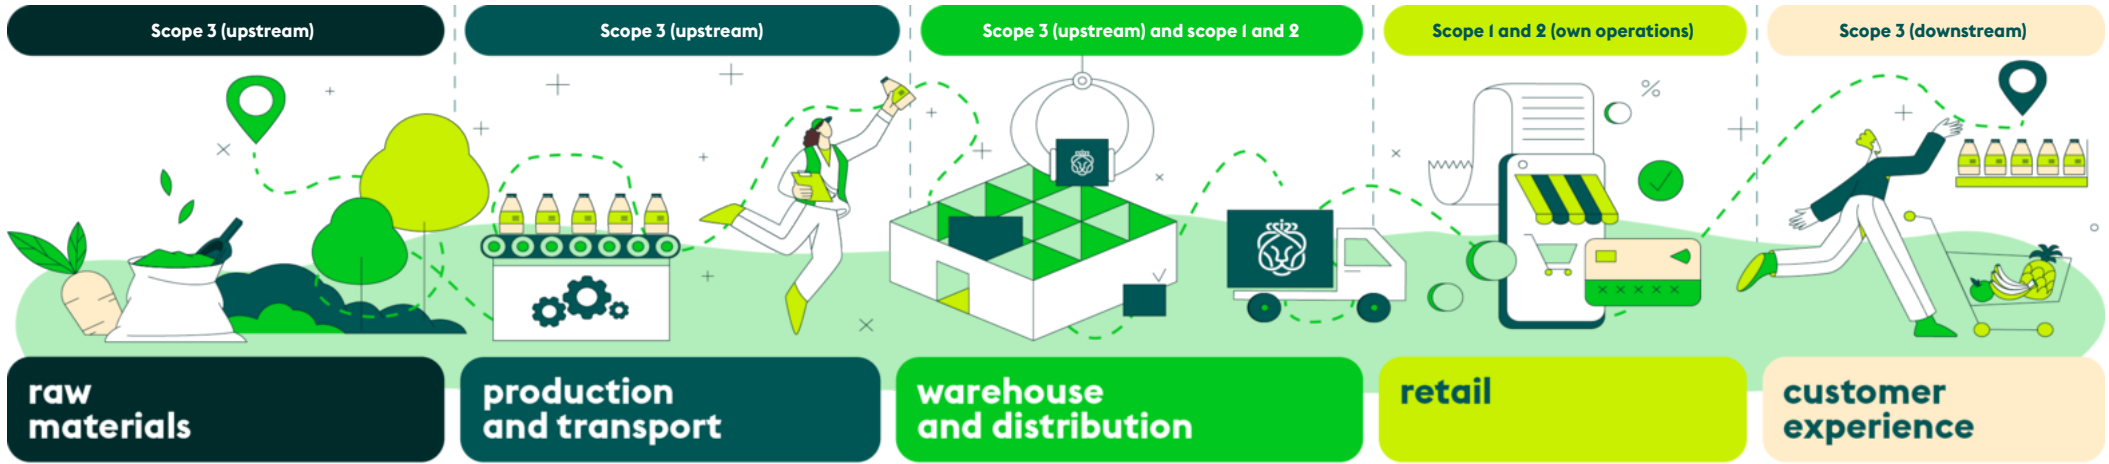 Scope 3 (upstream)
Scope 3 (upstream)
Scope 3 (upstream) and scope 1 and 2
Scope 1 and 2 (own operations)
Scope 3 (downstream)
%
raw
materials
production
and transport
warehouse
and distribution
retail
customer
experience